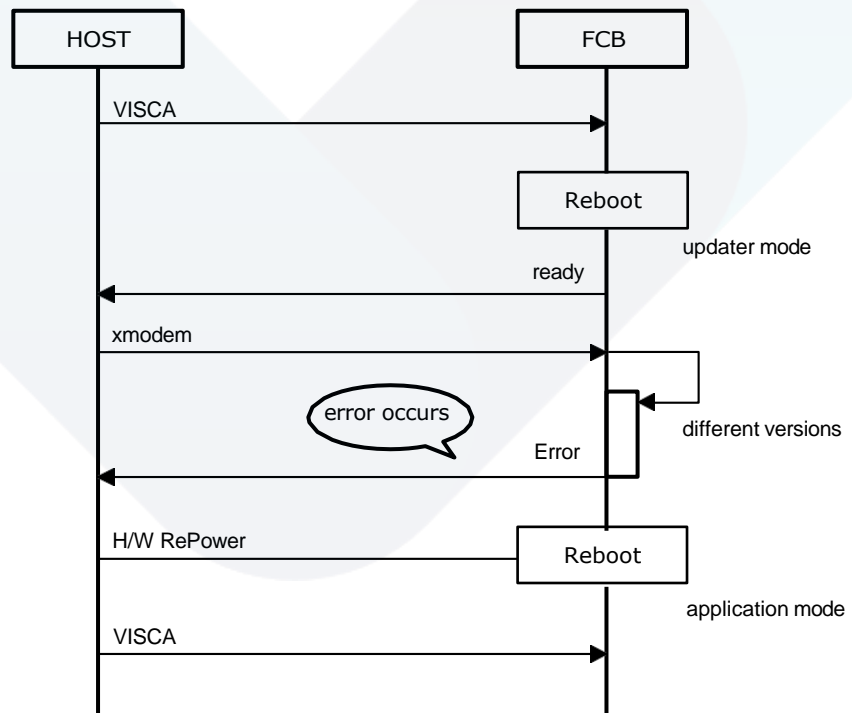 HOST
FCB
VISCA
Reboot
updater mode
ready
xmodem
error occurs
different versions
Error
H/W RePower
Reboot
application mode
VISCA